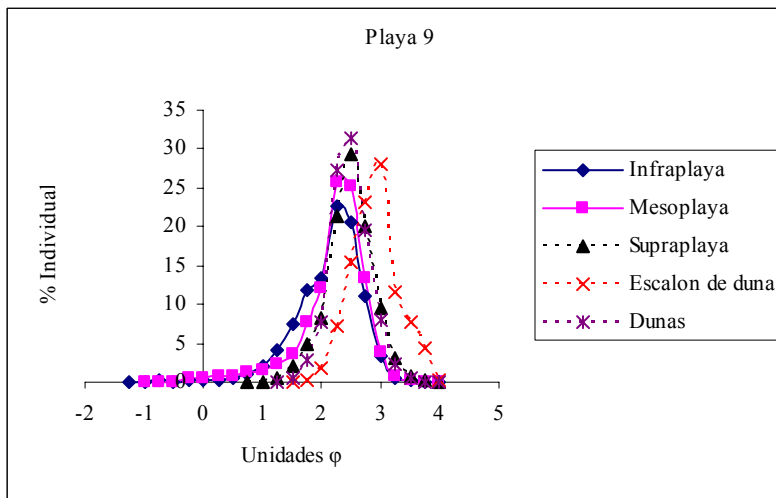 Playa 9
% Individual
35
30
25
20
15
10
5
0
-2 -1 0 1 2 3 4 5
Unidades φ
Infraplaya
Mesoplaya
Supraplaya
Escalon de duna
Dunas